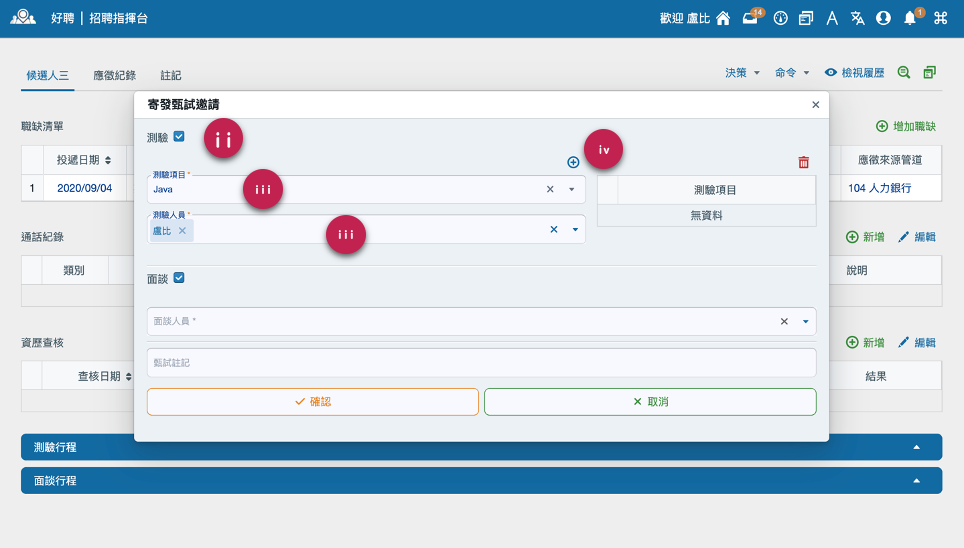 好聘 | 招聘指揮台
歡迎 盧比 14 1
候選人三 應徵紀錄 註記 決策 命令 檢視履歷
寄發甄試邀請
職缺清單 增加職缺
測驗 ii
投遞日期 應徵來源管道
iv
測驗項目 *
Java iii
測驗項目
1 2020/09/04 104 人力銀行
無資料
測驗人員 *
盧比 iii
通話紀錄 新增 編輯
類別 說明
面談
面談人員 *
資歷查核 新增 編輯
甄試註記
查核日期 結果
確認 取消
測驗行程
面談行程